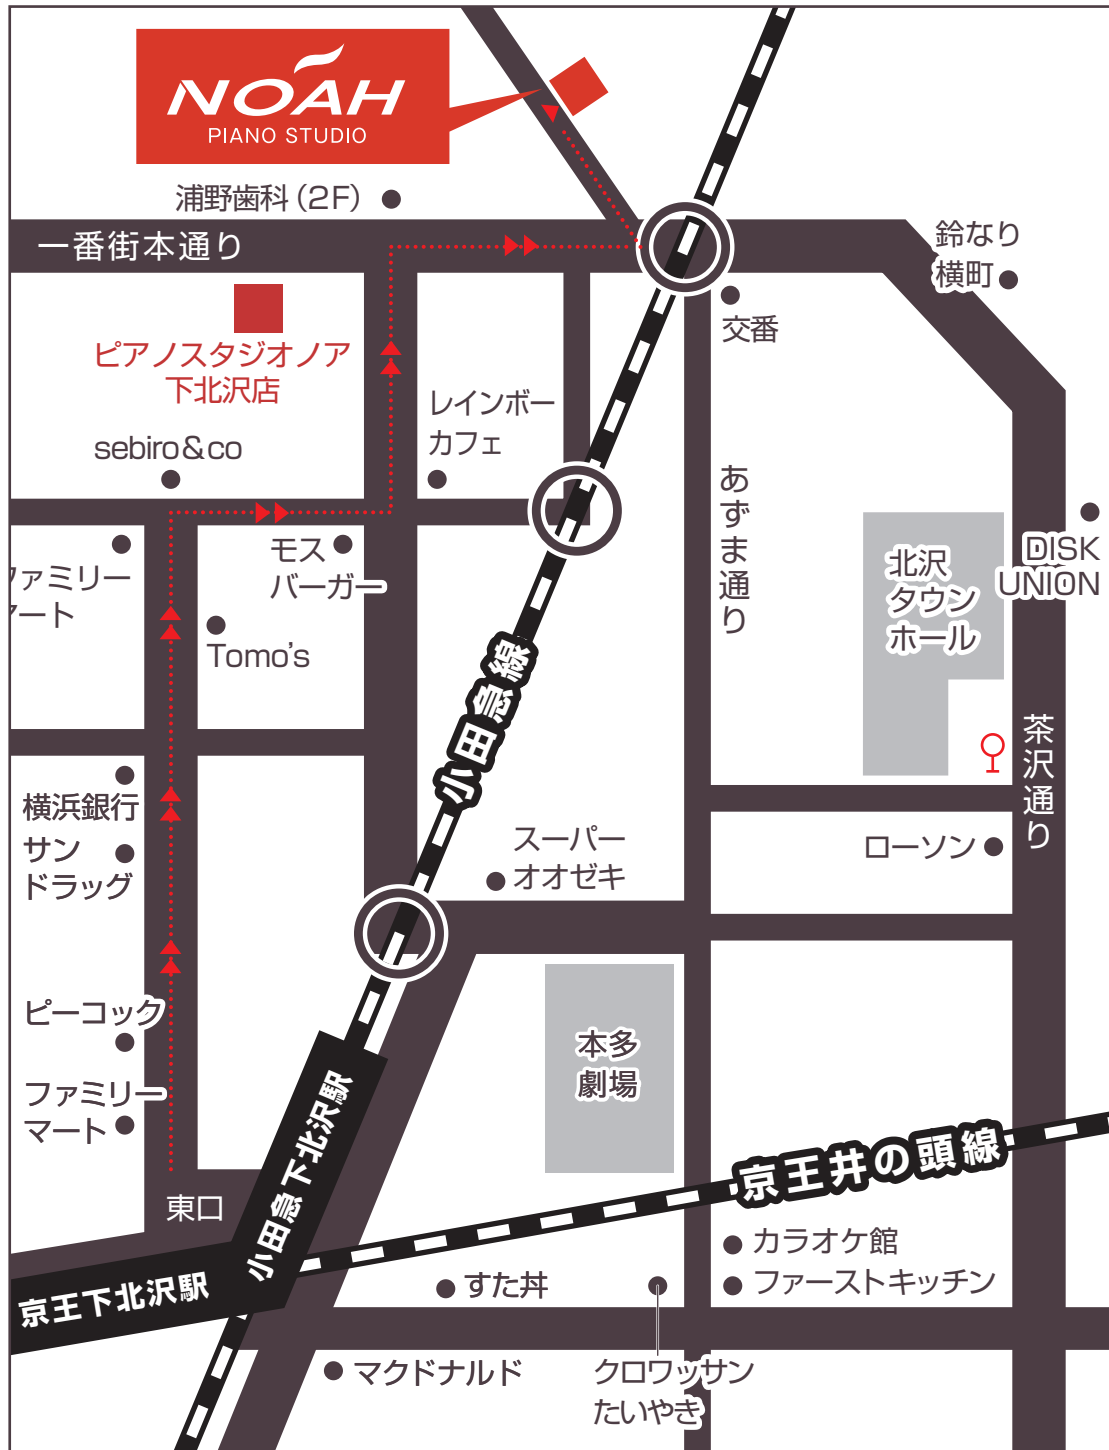 NOAH
PIANO STUDIO
浦野歯科（2F）
一番街本通り
鈴なり
横町
交番
ピアノスタジオノア
下北沢店
レインボー
カフェ
sebiro&co
あずま通り
DISK
UNION
北沢
タウン
ホール
モス
バーガー
ファミリー
マート
Tomo's
小田急線
茶沢通り
横浜銀行
サン
ドラッグ
スーパー
オオゼキ
ローソン
ピーコック
本多
劇場
ファミリー
マート
小田急下北沢駅
京王井の頭線
東口
カラオケ館
ファーストキッチン
すた丼
京王下北沢駅
マクドナルド
クロワッサン
たいやき